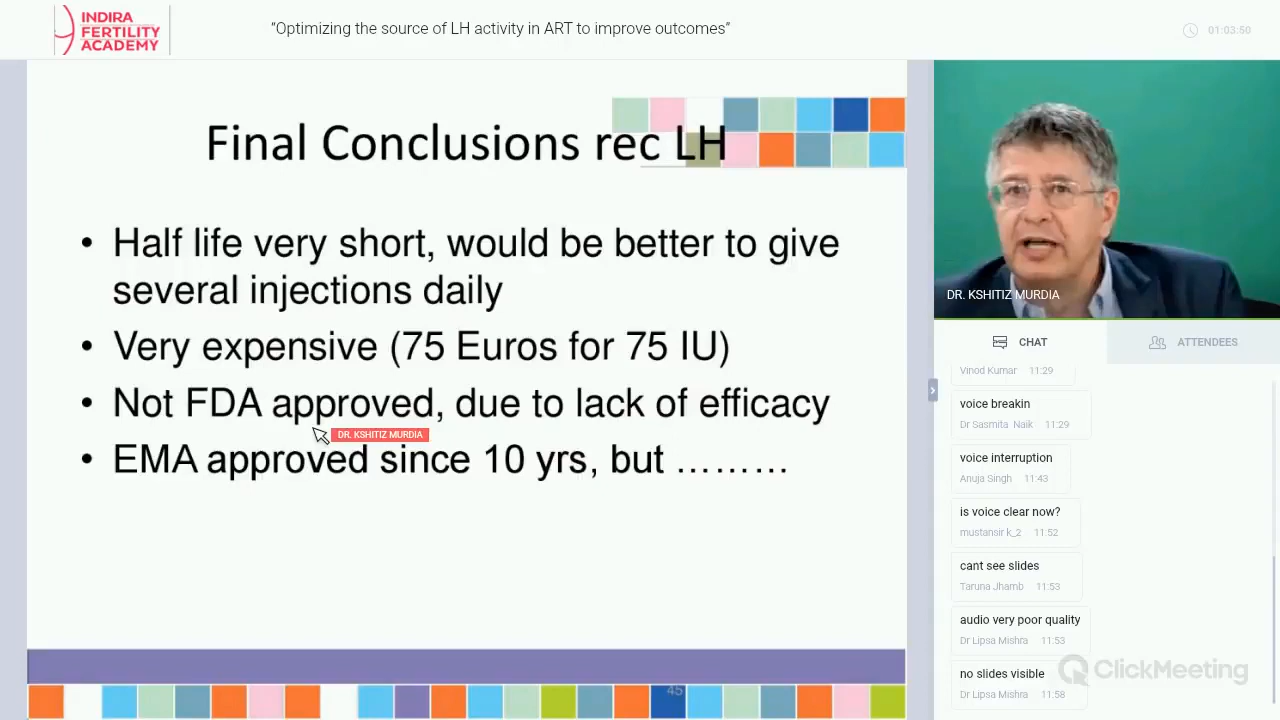 INDIRA
FERTILITY
ACADEMY
“Optimizing the source of LH activity in ART to improve outcomes”
01:03:50
Final Conclusions rec LH
• Half life very short, would be better to give
several injections daily
• Very expensive (75 Euros for 75 IU)
• Not FDA approved, due to lack of efficacy
DR. KSHITIZ MURDIA
• EMA approved since 10 yrs, but ………
45
DR. KSHITIZ MURDIA
CHAT
ATTENDEES
Vinod Kumar 11:29
voice breakin
Dr Sasmita Naik 11:29
voice interruption
Anuja Singh 11:43
is voice clear now?
mustansir k_2 11:52
cant see slides
Taruna Jhamb 11:53
audio very poor quality
Dr Lipsa Mishra 11:53
no slides visible
Dr Lipsa Mishra 11:58
ClickMeeting